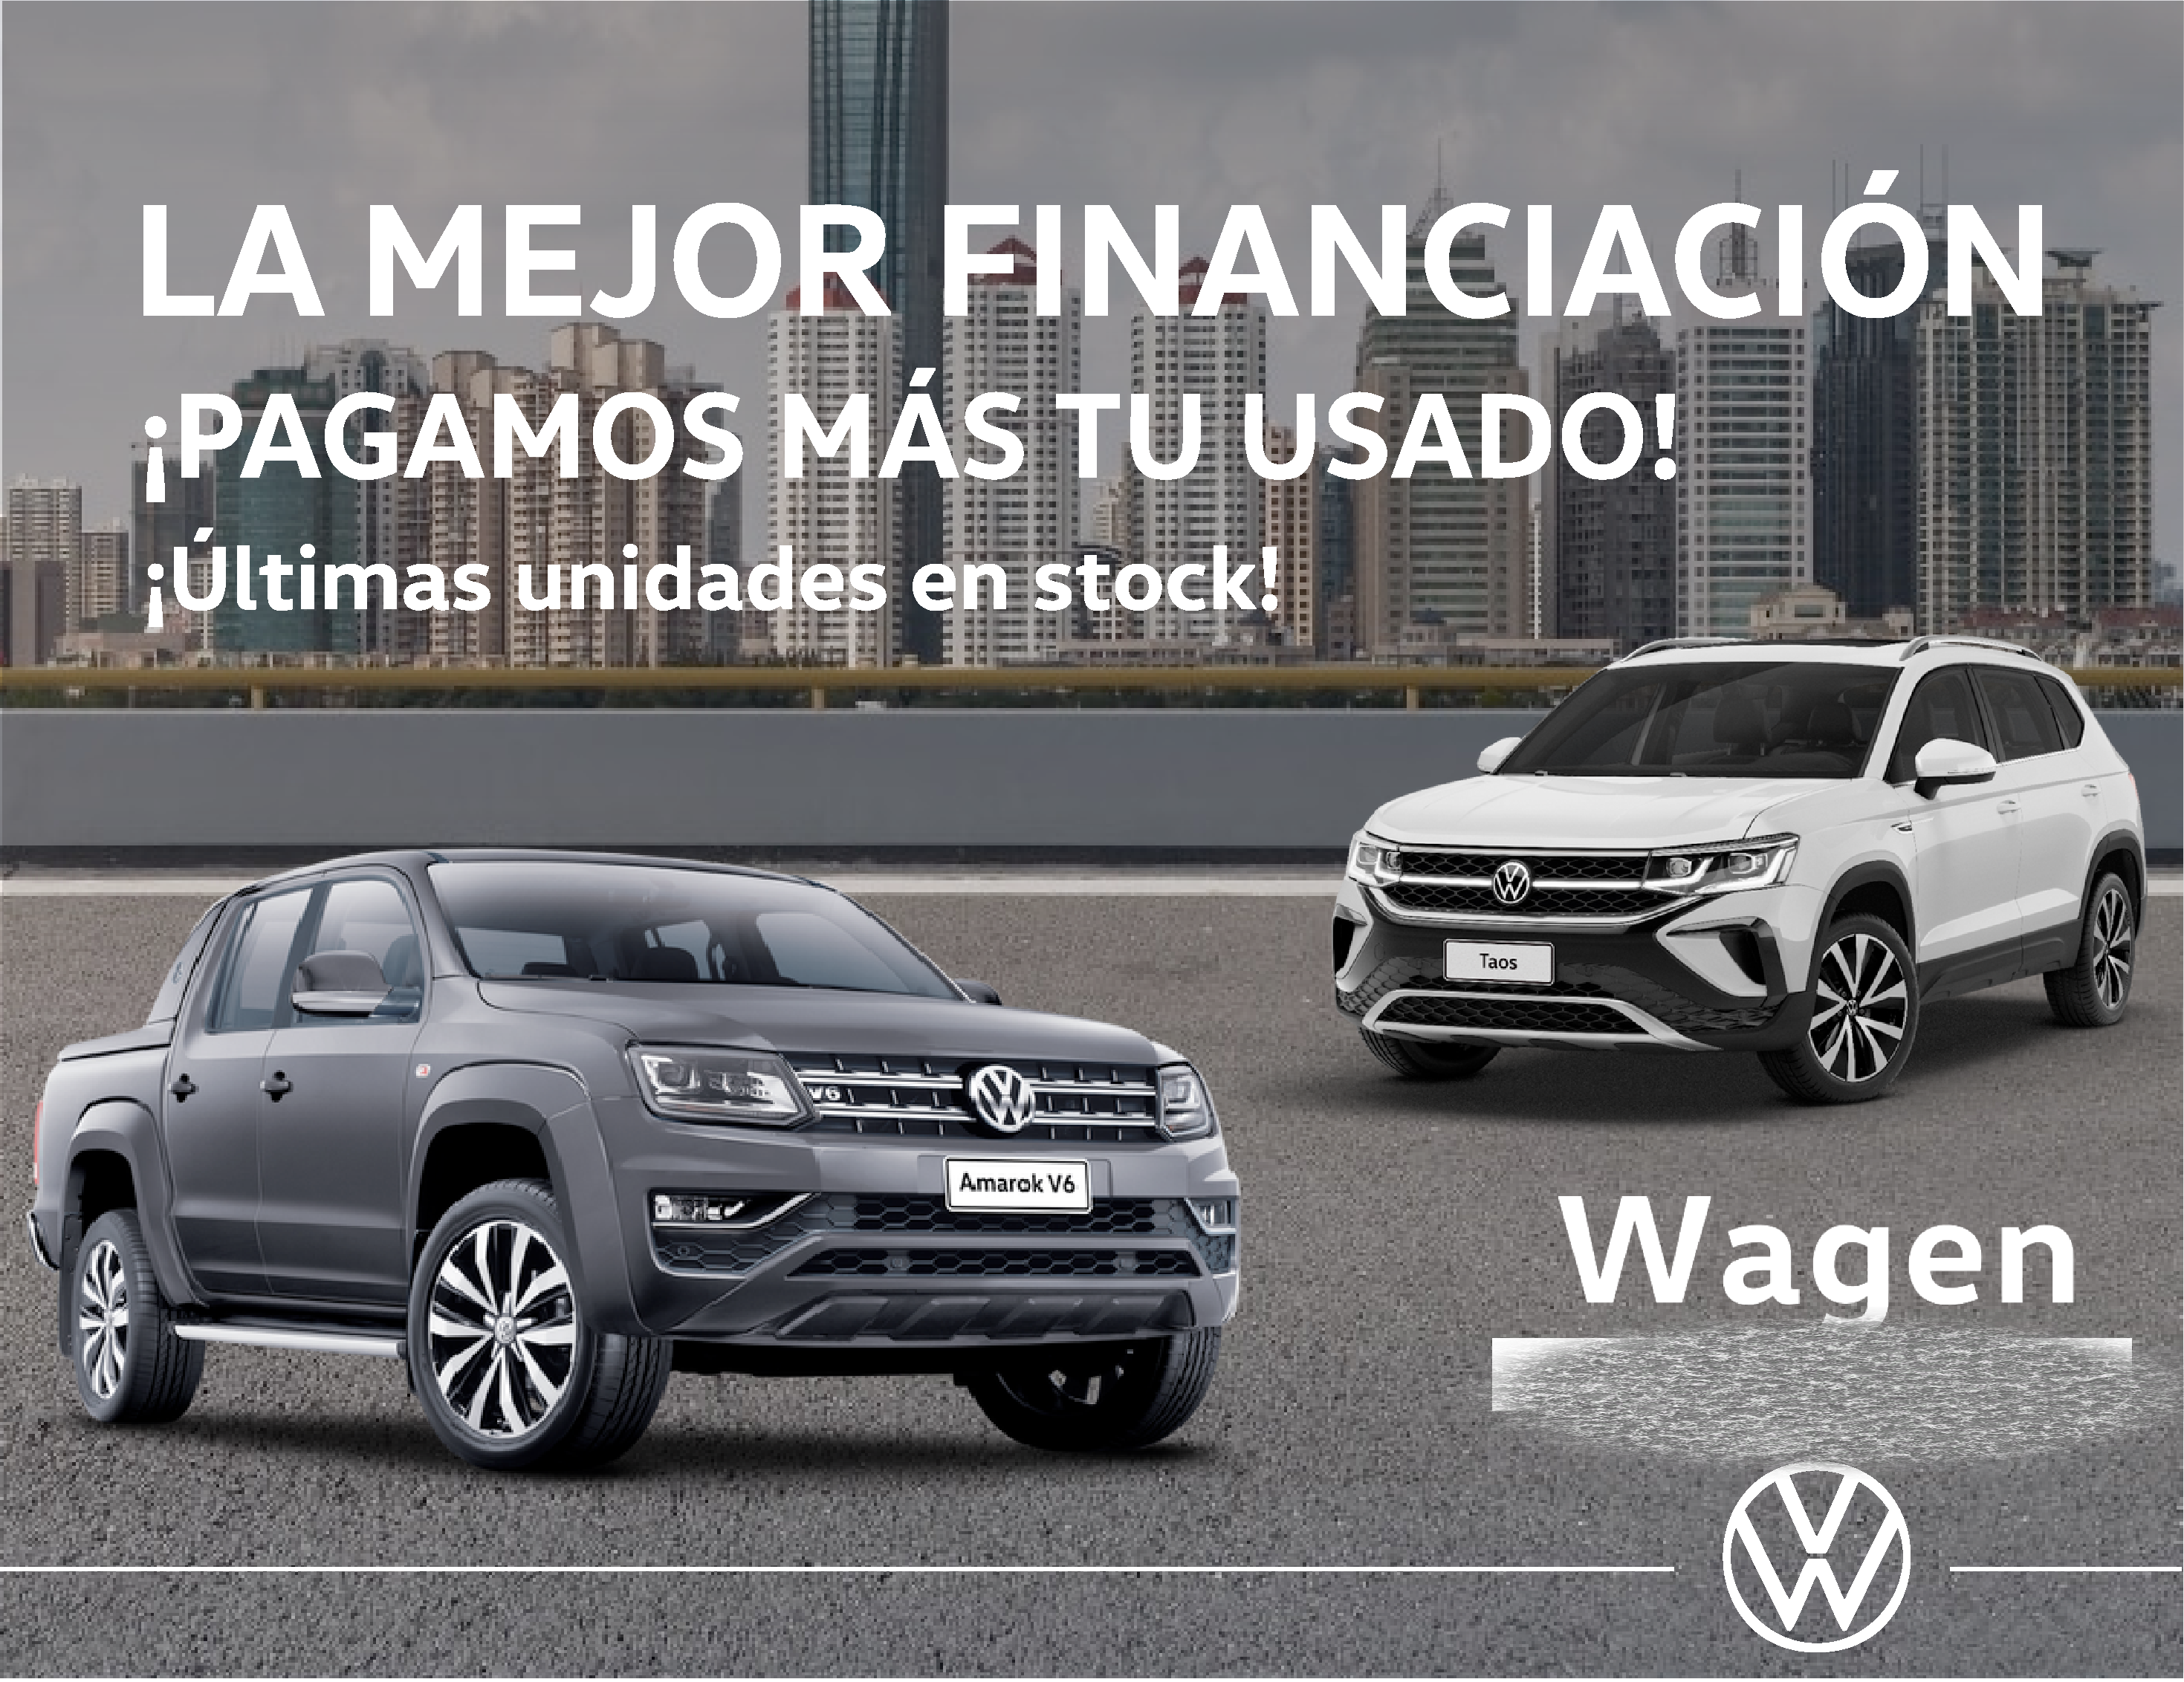 LA MEJOR FINANCIACIÓN
¡PAGAMOS MÁS TU USADO!
¡Últimas unidades en stock!
Taos
V6
Amarok V6
Wagen